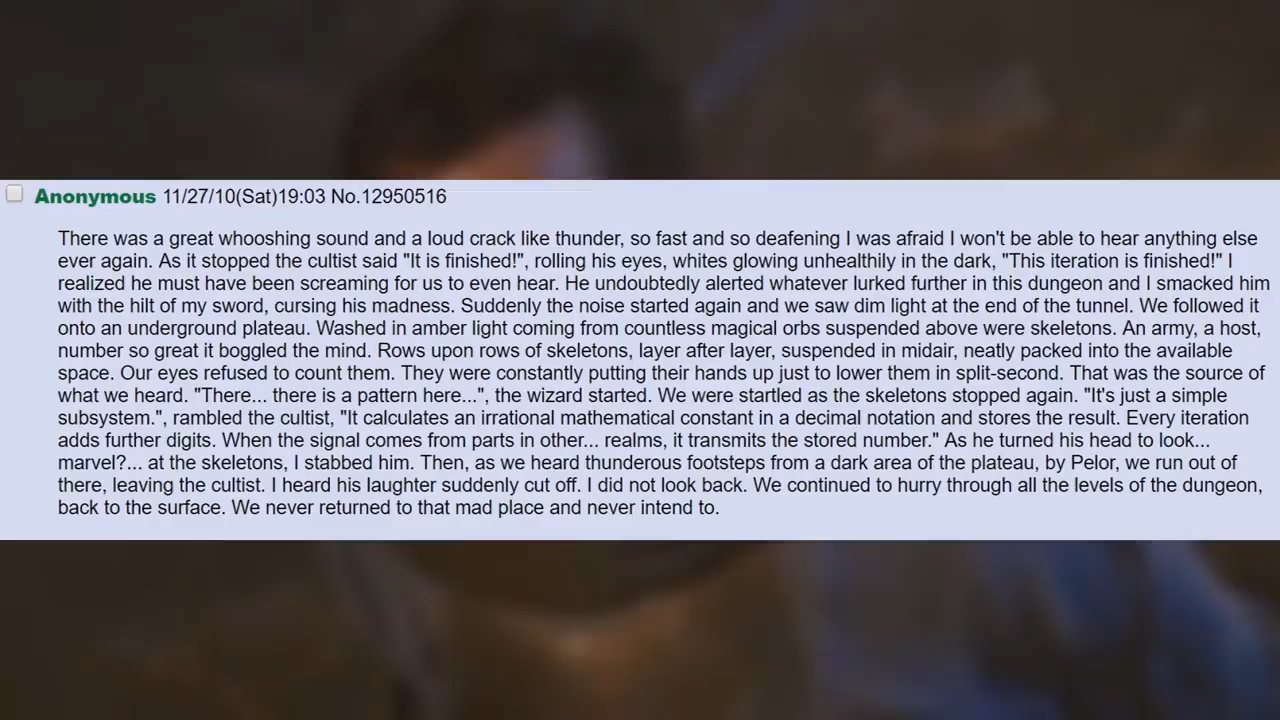 Anonymous 11/27/10(Sat)19:03 No.12950516
There was a great whooshing sound and a loud crack like thunder, so fast and so deafening I was afraid I won't be able to hear anything else
ever again. As it stopped the cultist said "It is finished!", rolling his eyes, whites glowing unhealthily in the dark, "This iteration is finished!" I
realized he must have been screaming for us to even hear. He undoubtedly alerted whatever lurked further in this dungeon and I smacked him
with the hilt of my sword, cursing his madness. Suddenly the noise started again and we saw dim light at the end of the tunnel. We followed it
onto an underground plateau. Washed in amber light coming from countless magical orbs suspended above were skeletons. An army, a host,
number so great it boggled the mind. Rows upon rows of skeletons, layer after layer, suspended in midair, neatly packed into the available
space. Our eyes refused to count them. They were constantly putting their hands up just to lower them in split-second. That was the source of
what we heard. "There... there is a pattern here...", the wizard started. We were startled as the skeletons stopped again. "It's just a simple
subsystem.", rambled the cultist, "It calculates an irrational mathematical constant in a decimal notation and stores the result. Every iteration
adds further digits. When the signal comes from parts in other... realms, it transmits the stored number." As he turned his head to look...
marvel?... at the skeletons, I stabbed him. Then, as we heard thunderous footsteps from a dark area of the plateau, by Pelor, we run out of
there, leaving the cultist. I heard his laughter suddenly cut off. I did not look back. We continued to hurry through all the levels of the dungeon,
back to the surface. We never returned to that mad place and never intend to.